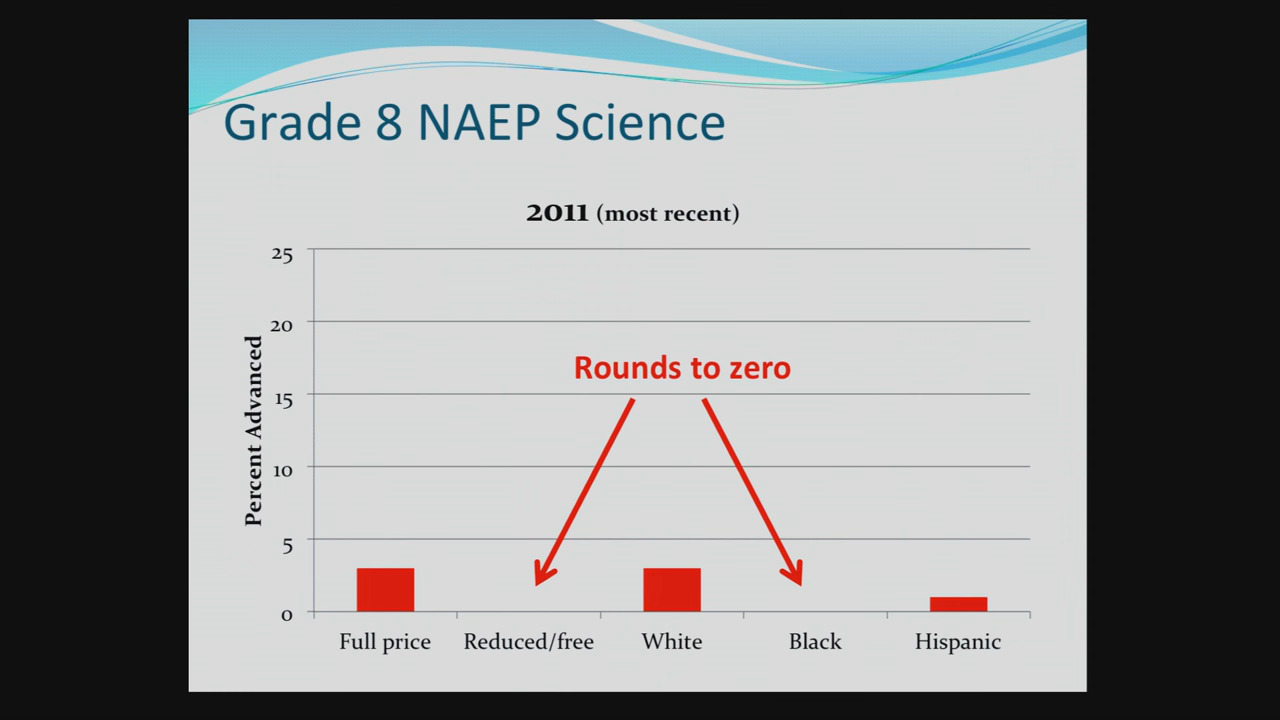 Grade 8 NAEP Science
2011 (most recent)
Percent Advanced
25
20
15
10
5
0
Rounds to zero
Full price
Reduced/free
White
Black
Hispanic